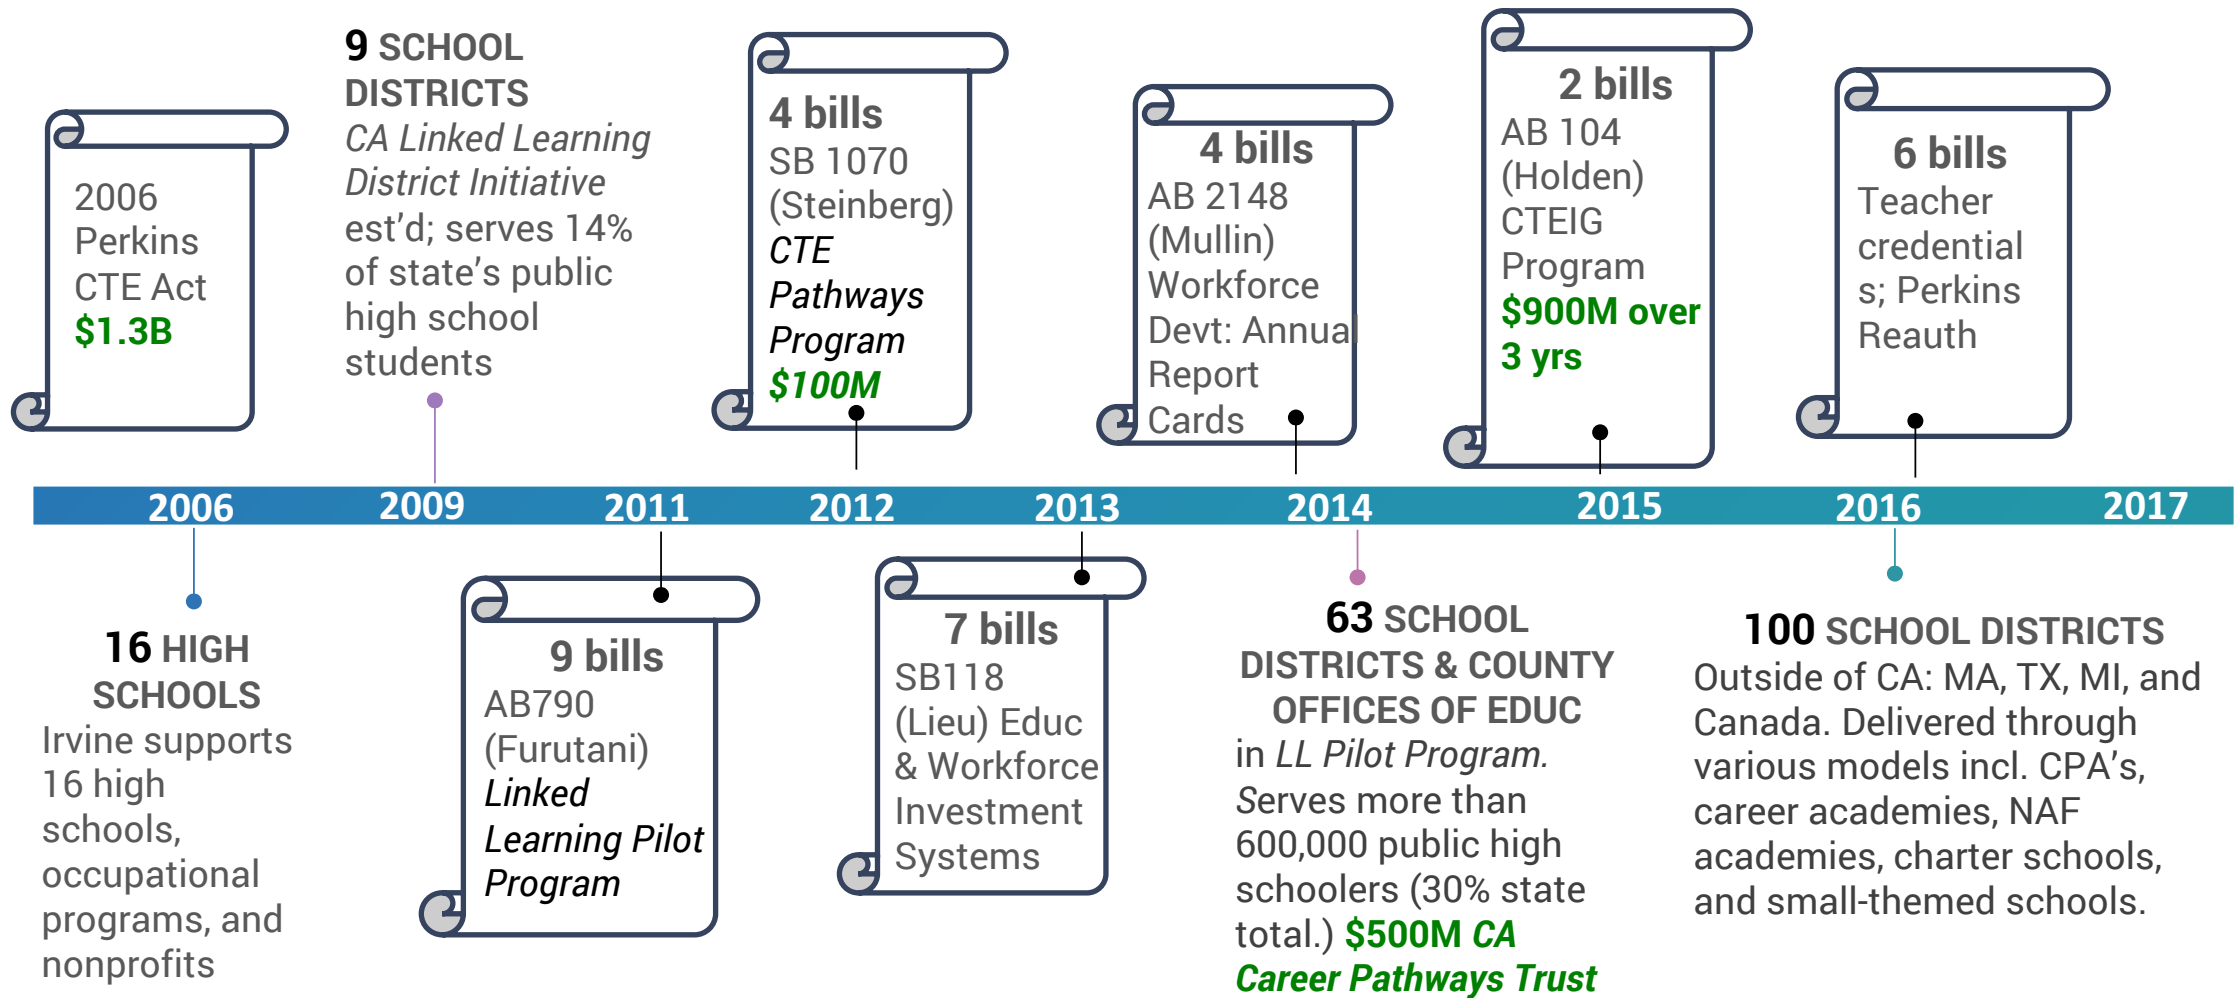 2006
Perkins
CTE Act
$1.3B
9 SCHOOL
DISTRICTS
CA Linked Learning
District Initiative
est’d; serves 14%
of state’s public
high school
students
4 bills
SB 1070
(Steinberg)
CTE
Pathways
Program
$100M
4 bills
AB 2148
(Mullin)
Workforce
Devt: Annual
Report
Cards
2 bills
AB 104
(Holden)
CTEIG
Program
$900M over
3 yrs
6 bills
Teacher
credential
s; Perkins
Reauth
2006
2009
2011
2012
2013
2014
2015
2016
2017
16 HIGH
SCHOOLS
Irvine supports
16 high
schools,
occupational
programs, and
nonprofits
9 bills
AB790
(Furutani)
Linked
Learning Pilot
Program
7 bills
SB118
(Lieu) Educ
& Workforce
Investment
Systems
63 SCHOOL
DISTRICTS & COUNTY
OFFICES OF EDUC
in LL Pilot Program.
Serves more than
600,000 public high
schoolers (30% state
total.) $500M CA
Career Pathways Trust
100 SCHOOL DISTRICTS
Outside of CA: MA, TX, MI, and
Canada. Delivered through
various models incl. CPA’s,
career academies, NAF
academies, charter schools,
and small-themed schools.